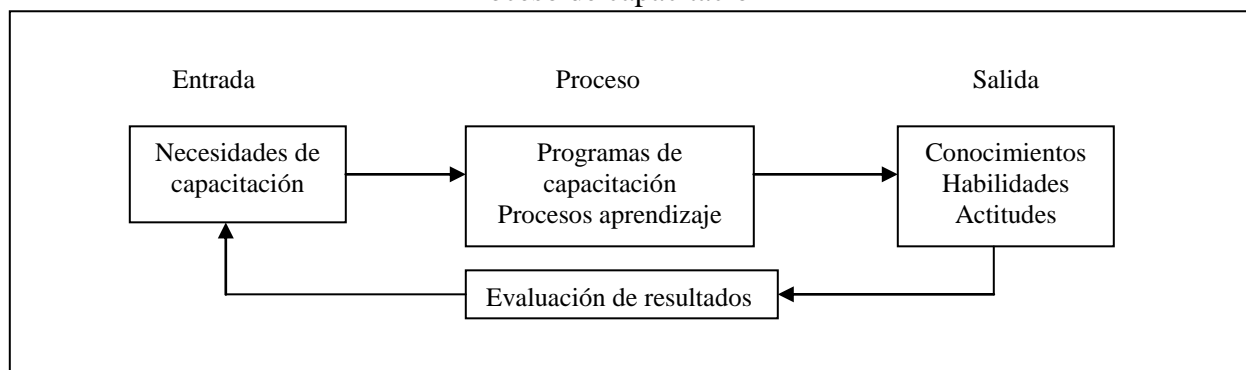 Entrada Proceso Salida
Necesidades de
capacitación
Programas de
capacitación
Procesos aprendizaje
Conocimientos
Habilidades
Actitudes
Evaluación de resultados